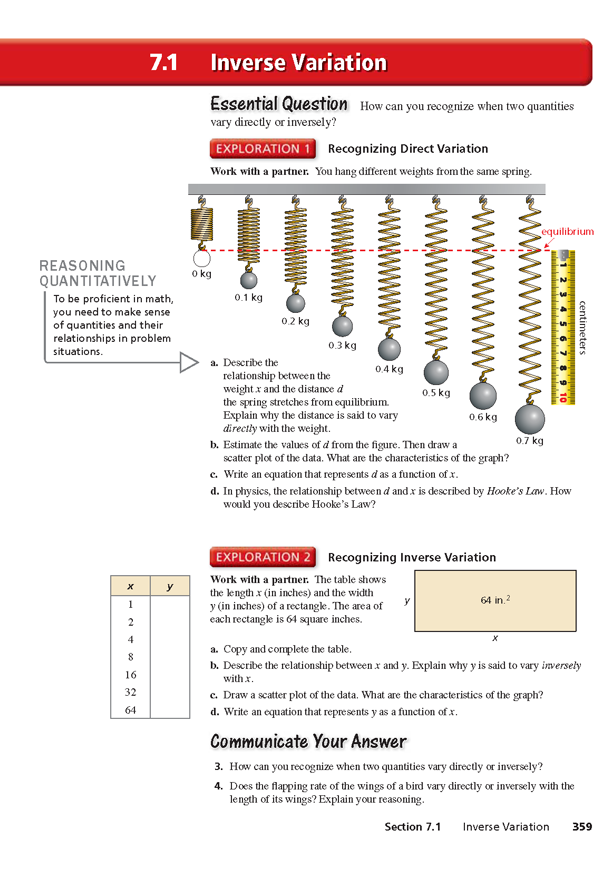 7.1 Inverse Variation
Essential Question How can you recognize when two quantities
vary directly or inversely?
EXPLORATION 1 Recognizing Direct Variation
Work with a partner. You hang different weights from the same spring.
equilibrium
0 kg
0.1 kg
0.2 kg
0.3 kg
0.4 kg
0.5 kg
0.6 kg
0.7 kg
1 2 3 4 5 6 7 8 9 10
centimeters
REASONING
QUANTITATIVELY
To be proficient in math,
you need to make sense
of quantities and their
relationships in problem
situations.
a. Describe the
relationship between the
weight x and the distance d
the spring stretches from equilibrium.
Explain why the distance is said to vary
directly with the weight.
b. Estimate the values of d from the figure. Then draw a
scatter plot of the data. What are the characteristics of the graph?
c. Write an equation that represents d as a function of x.
d. In physics, the relationship between d and x is described by Hooke's Law. How
would you describe Hooke's Law?
EXPLORATION 2 Recognizing Inverse Variation
Work with a partner. The table shows
the length x (in inches) and the width
y (in inches) of a rectangle. The area of
each rectangle is 64 square inches.
y
64 in.²
x
x y
1
2
4
8
16
32
64
a. Copy and complete the table.
b. Describe the relationship between x and y. Explain why y is said to vary inversely
with x.
c. Draw a scatter plot of the data. What are the characteristics of the graph?
d. Write an equation that represents y as a function of x.
Communicate Your Answer
3. How can you recognize when two quantities vary directly or inversely?
4. Does the flapping rate of the wings of a bird vary directly or inversely with the
length of its wings? Explain your reasoning.
Section 7.1 Inverse Variation 359